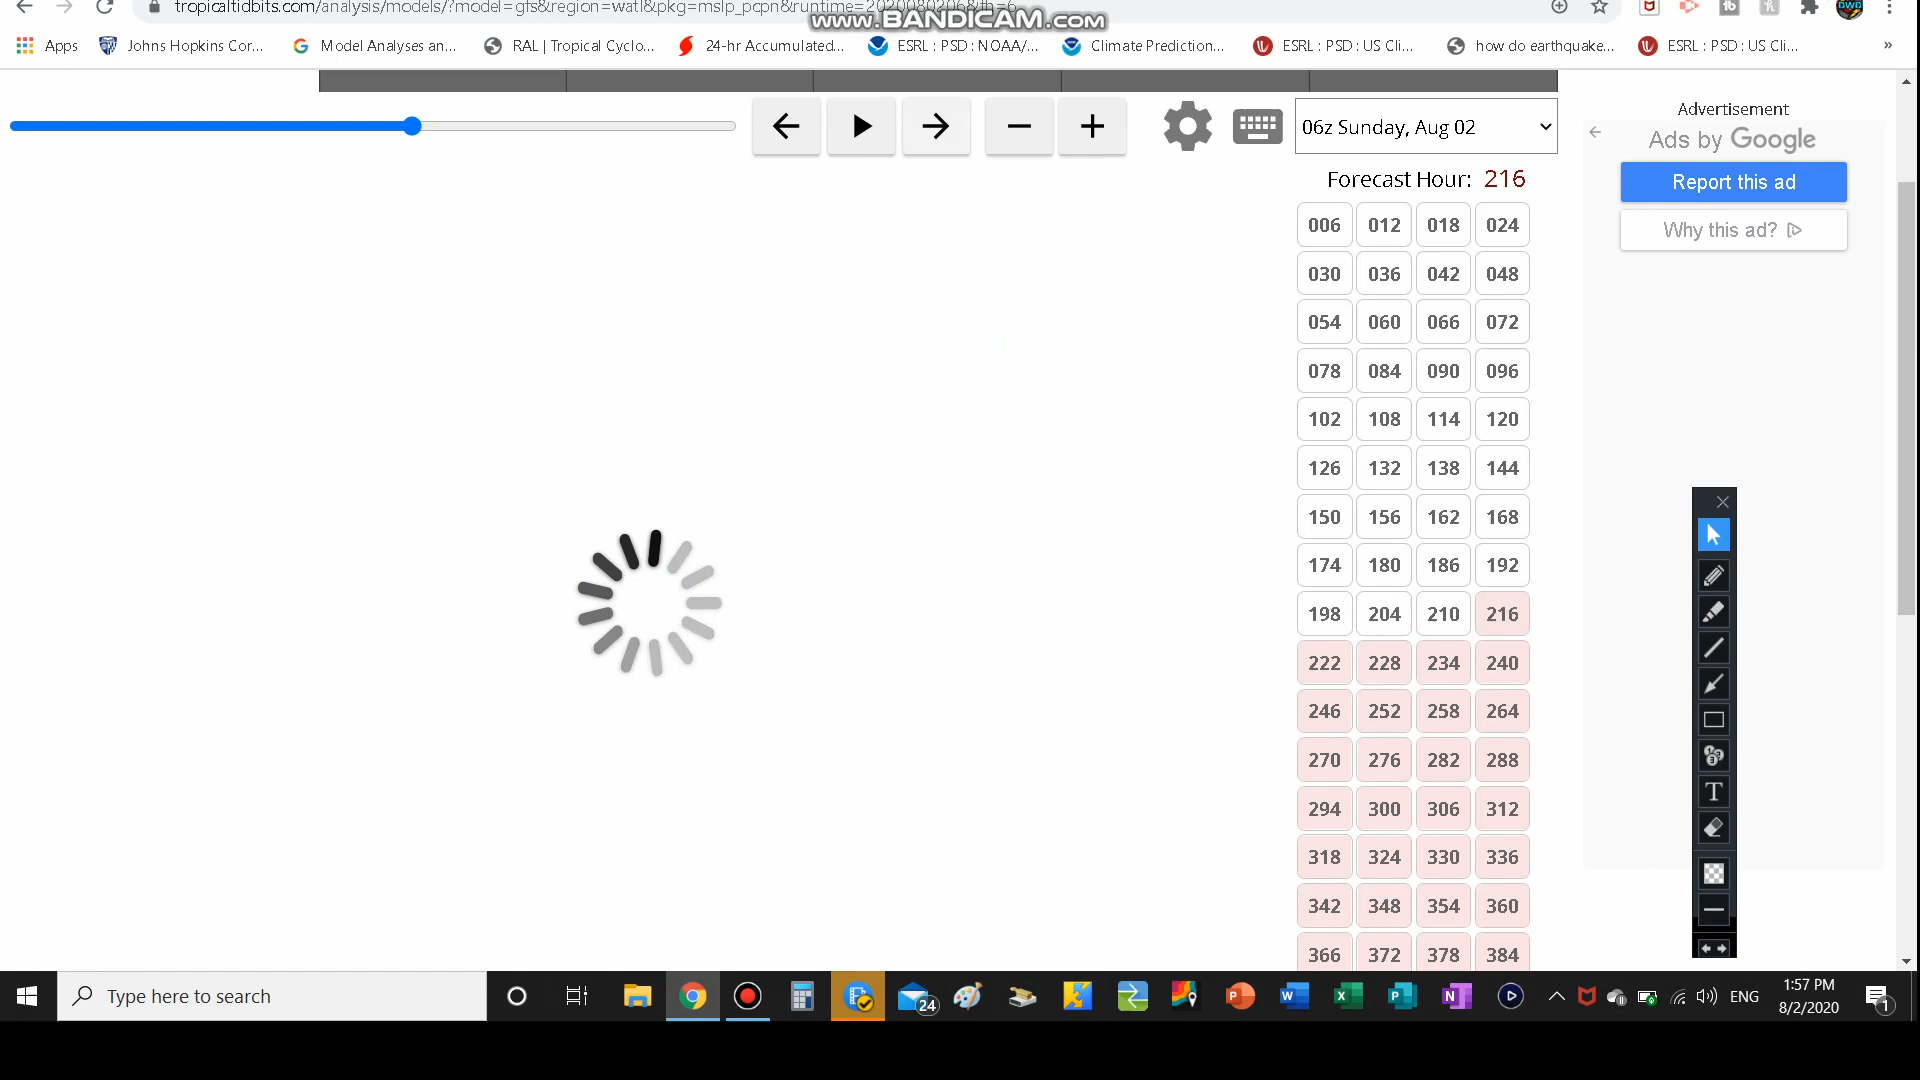 tropicaltidbits.com/analysis/models/?model=gfs&region=watl&pkg=mslp_pcpn&runtime=2020080206&fh=6
www.BANDICAM.com
Apps Johns Hopkins Cor... Model Analyses an... RAL | Tropical Cyclo... 24-hr Accumulated... ESRL : PSD : NOAA/... Climate Prediction... ESRL : PSD : US Cli... how do earthquake... ESRL : PSD : US Cli... »
06z Sunday, Aug 02
Forecast Hour: 216
006 012 018 024
030 036 042 048
054 060 066 072
078 084 090 096
102 108 114 120
126 132 138 144
150 156 162 168
174 180 186 192
198 204 210 216
222 228 234 240
246 252 258 264
270 276 282 288
294 300 306 312
318 324 330 336
342 348 354 360
366 372 378 384
Advertisement
Ads by Google
Report this ad
Why this ad?
T
Type here to search
24
ENG
1:57 PM
8/2/2020
1